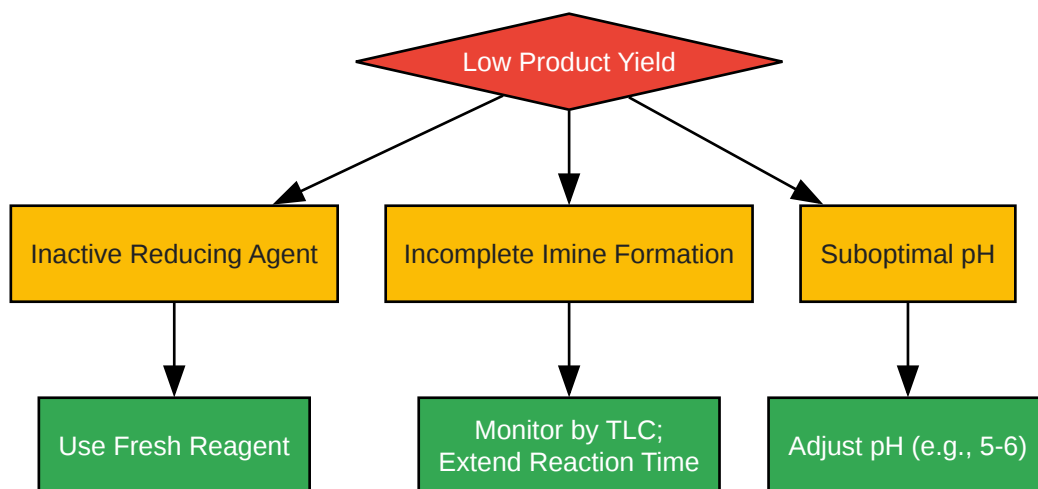 Low Product Yield
Inactive Reducing Agent
Incomplete Imine Formation
Suboptimal pH
Use Fresh Reagent
Monitor by TLC;
Extend Reaction Time
Adjust pH (e.g., 5-6)